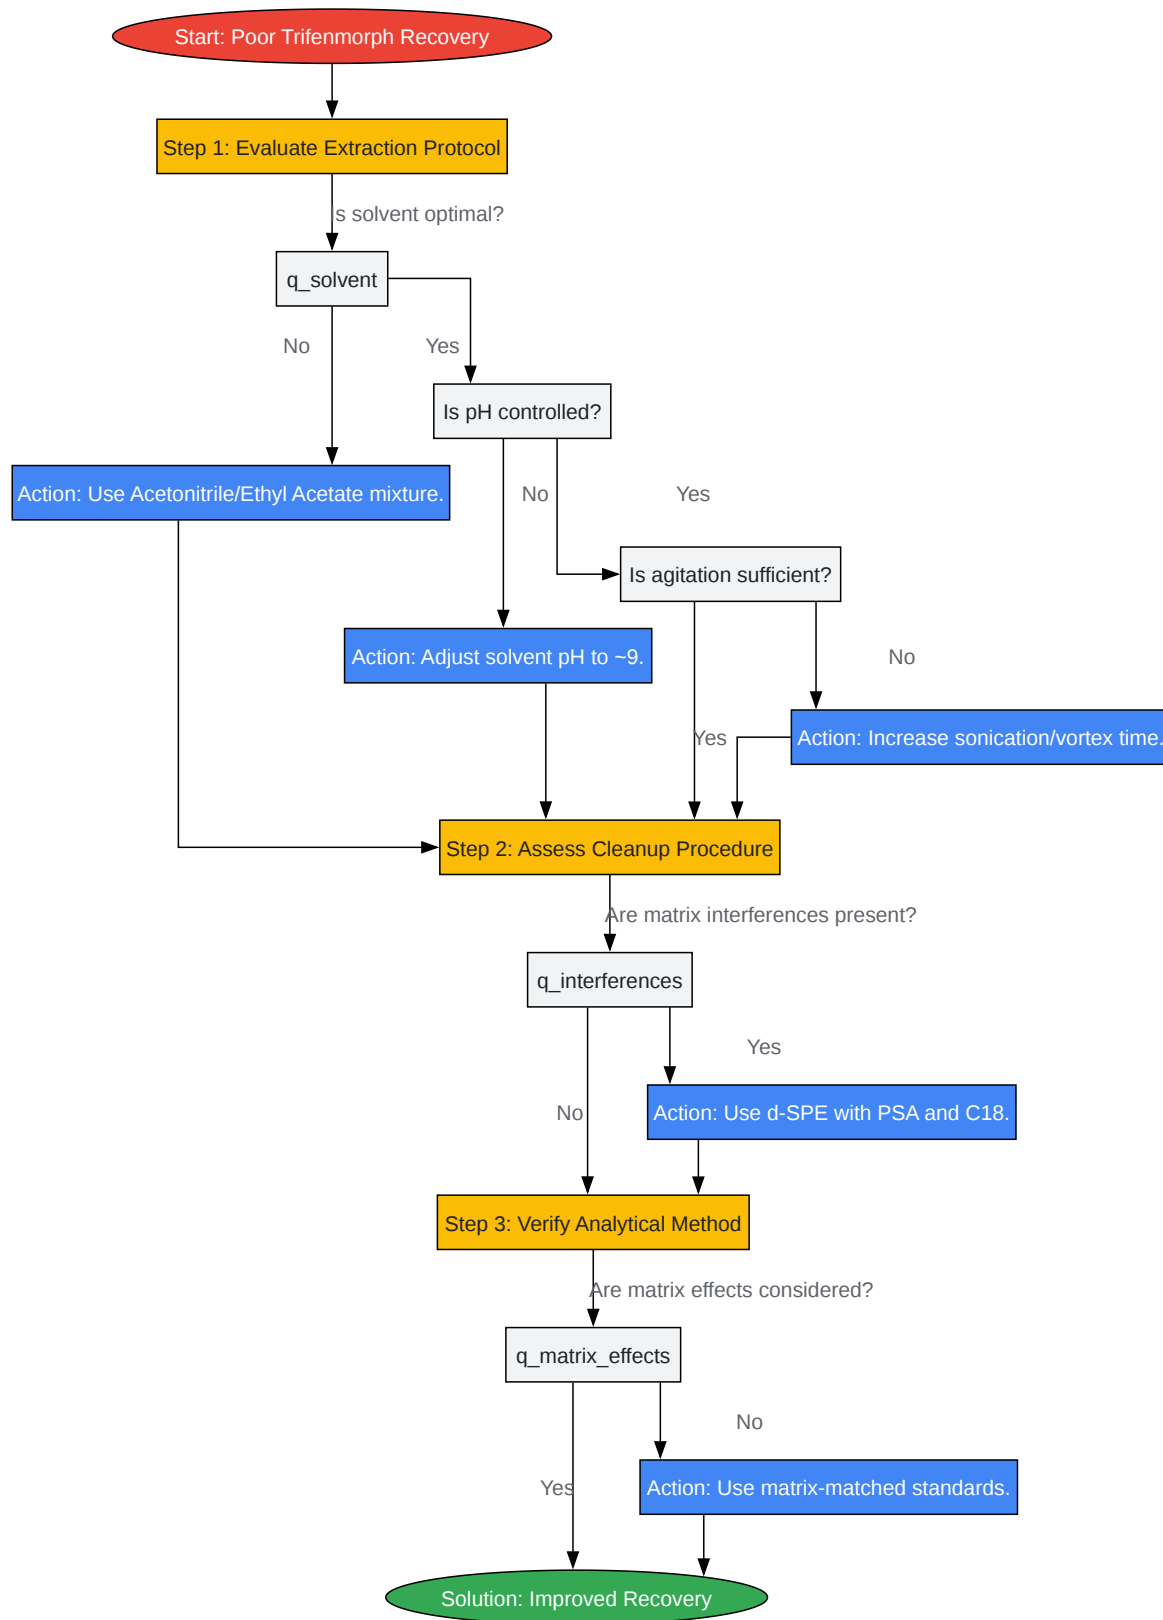 Start: Poor Trifenmorph Recovery
Step 1: Evaluate Extraction Protocol
Is solvent optimal?
q_solvent
No
Yes
Is pH controlled?
Action: Use Acetonitrile/Ethyl Acetate mixture.
No
Yes
Is agitation sufficient?
Action: Adjust solvent pH to ~9.
No
Yes
Action: Increase sonication/vortex time.
Step 2: Assess Cleanup Procedure
Are matrix interferences present?
q_interferences
Yes
No
Action: Use d-SPE with PSA and C18.
Step 3: Verify Analytical Method
Are matrix effects considered?
q_matrix_effects
No
Yes
Action: Use matrix-matched standards.
Solution: Improved Recovery